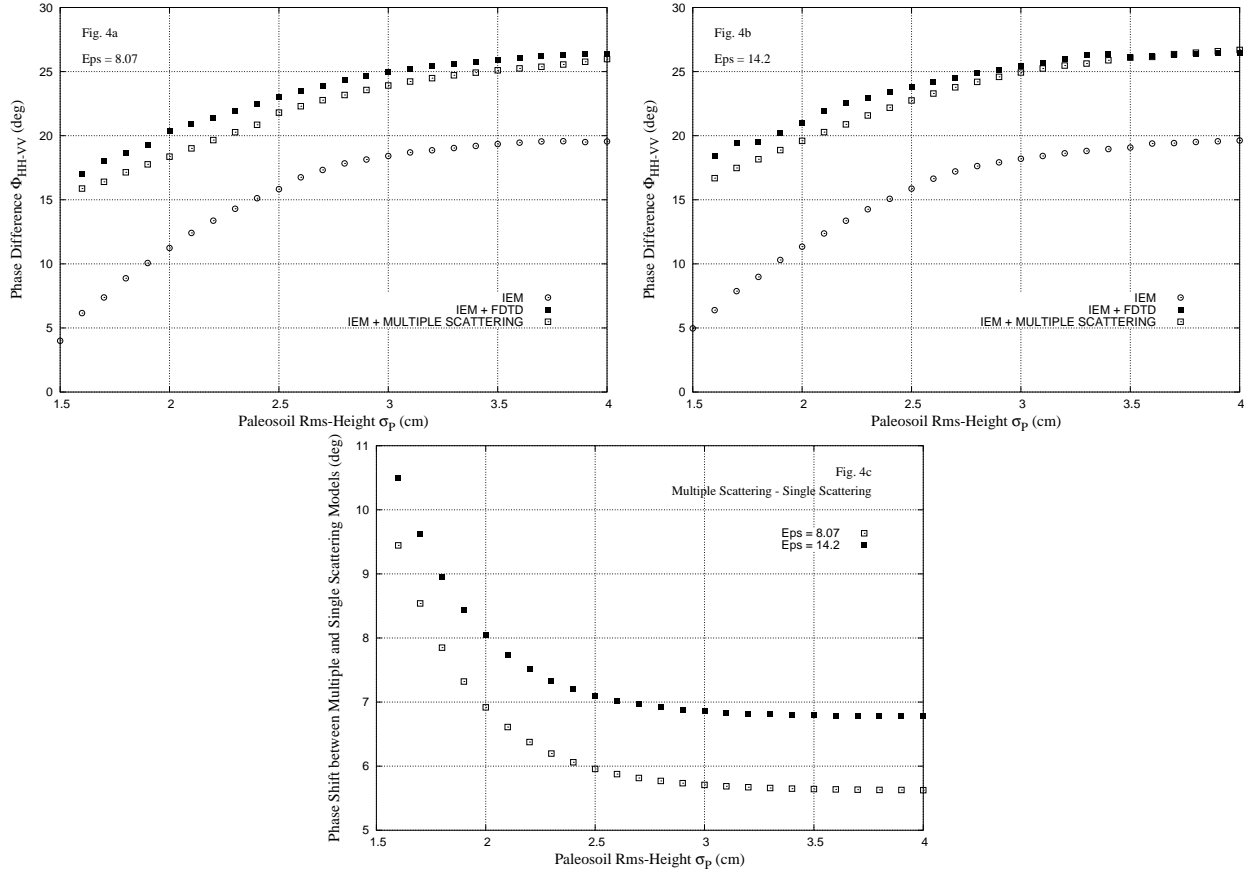 Fig. 4a
Eps = 8.07
Phase Difference Φ_HH-VV (deg)
30
25
20
15
10
5
0
IEM
IEM + FDTD
IEM + MULTIPLE SCATTERING
1.5 2 2.5 3 3.5 4
Paleosoil Rms-Height σ_P (cm)
Fig. 4b
Eps = 14.2
Phase Difference Φ_HH-VV (deg)
30
25
20
15
10
5
0
IEM
IEM + FDTD
IEM + MULTIPLE SCATTERING
1.5 2 2.5 3 3.5 4
Paleosoil Rms-Height σ_P (cm)
Fig. 4c
Multiple Scattering - Single Scattering
Phase Shift between Multiple and Single Scattering Models (deg)
11
10
9
8
7
6
5
Eps = 8.07
Eps = 14.2
1.5 2 2.5 3 3.5 4
Paleosoil Rms-Height σ_P (cm)